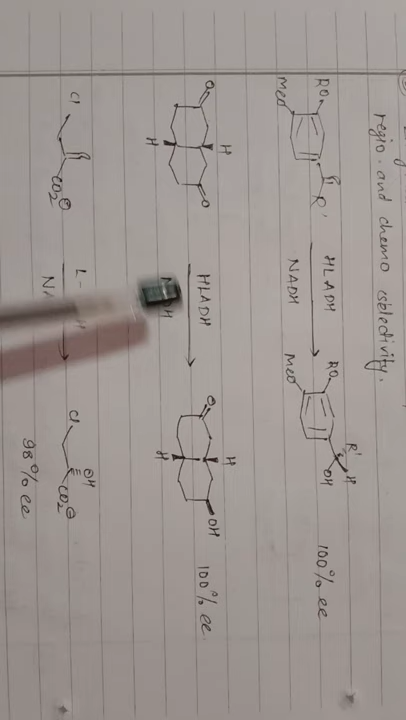 regio. and chemo selectivity.
RO MeO O R' HLADH NADH RO MeO R' H OH 100% ee
O H H O HLADH H O H H OH 100% ee
Cl O CO2⊖ L- Cl OH CO2⊖ 98% ee